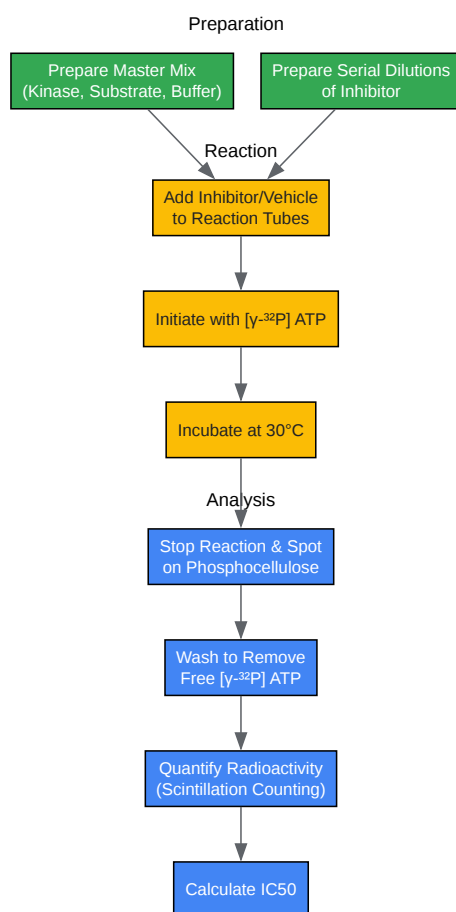 Preparation
Prepare Master Mix
(Kinase, Substrate, Buffer)
Prepare Serial Dilutions
of Inhibitor
Reaction
Add Inhibitor/Vehicle
to Reaction Tubes
Initiate with [γ-³²P] ATP
Incubate at 30°C
Analysis
Stop Reaction & Spot
on Phosphocellulose
Wash to Remove
Free [γ-³²P] ATP
Quantify Radioactivity
(Scintillation Counting)
Calculate IC50